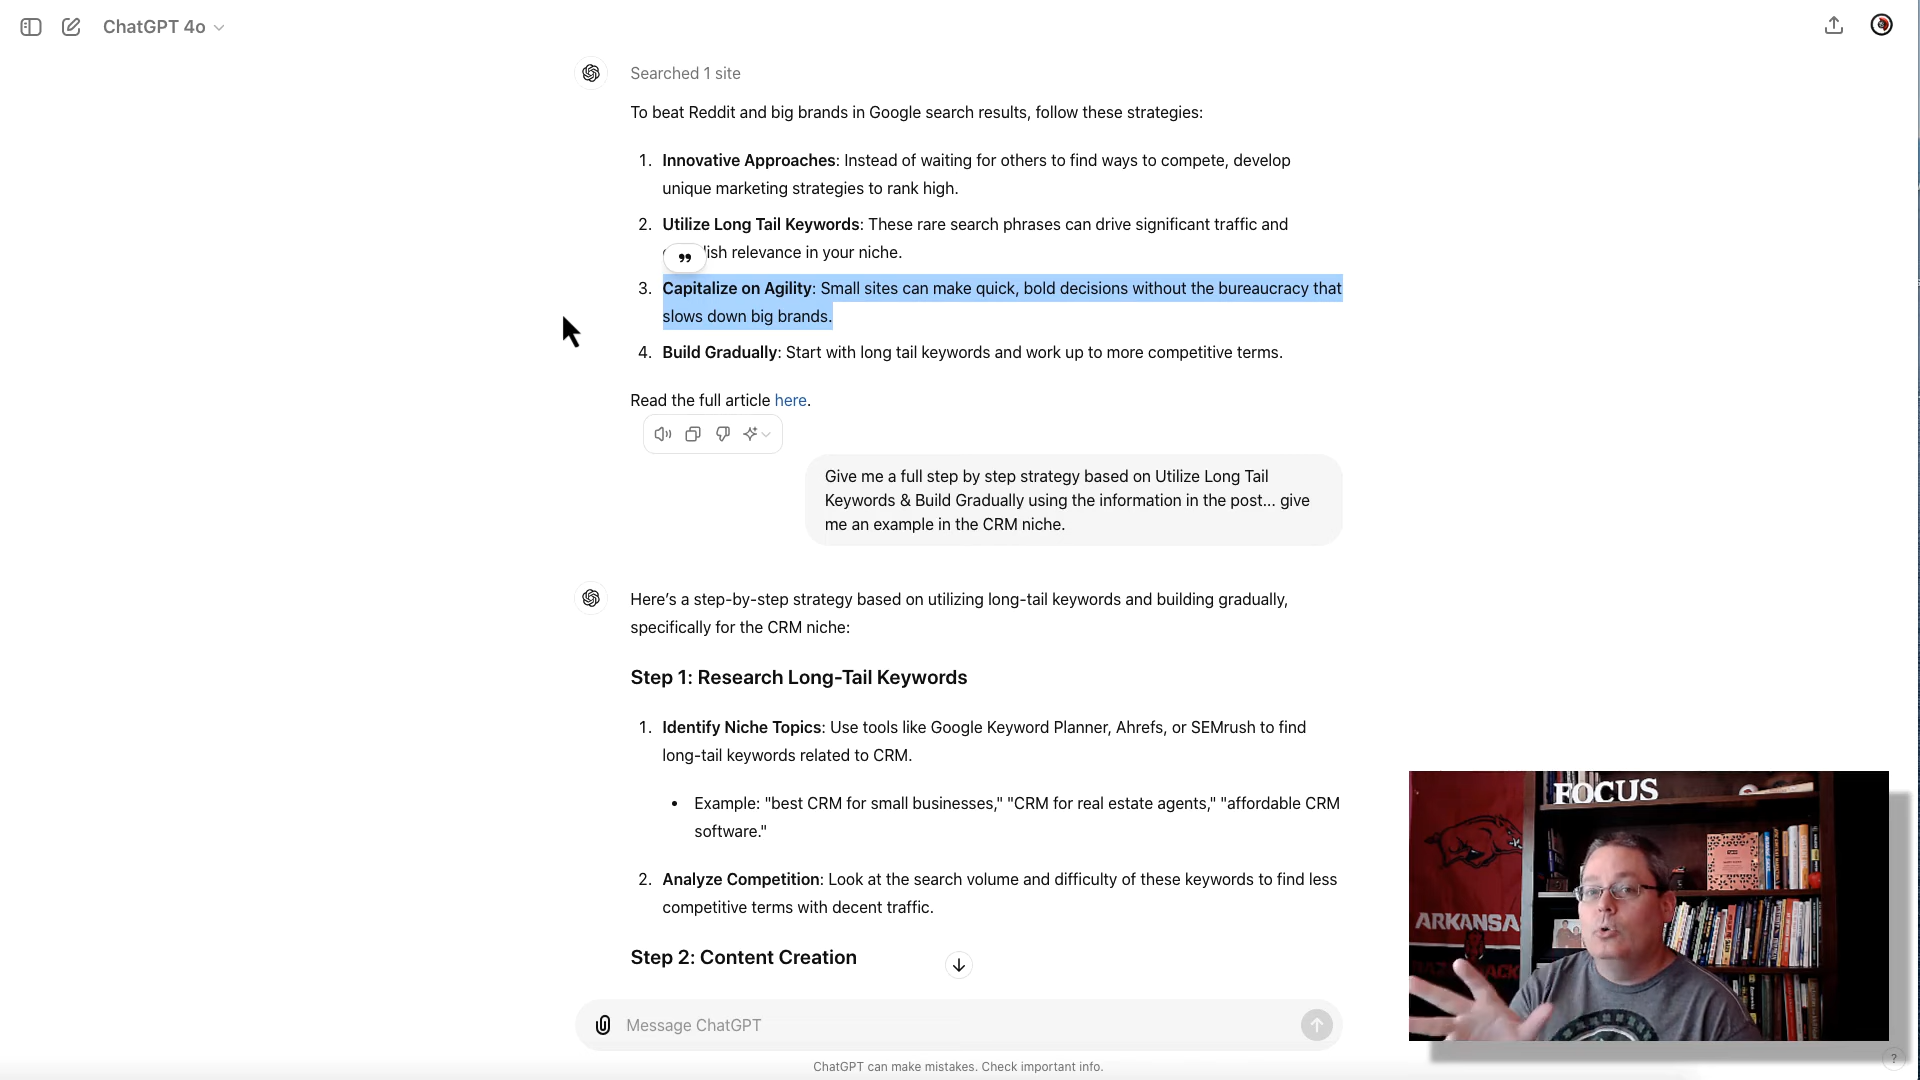 ChatGPT 4o
Searched 1 site
To beat Reddit and big brands in Google search results, follow these strategies:
1. Innovative Approaches: Instead of waiting for others to find ways to compete, develop
unique marketing strategies to rank high.
2. Utilize Long Tail Keywords: These rare search phrases can drive significant traffic and
lish relevance in your niche.
3. Capitalize on Agility: Small sites can make quick, bold decisions without the bureaucracy that
slows down big brands.
4. Build Gradually: Start with long tail keywords and work up to more competitive terms.
Read the full article here.
Give me a full step by step strategy based on Utilize Long Tail
Keywords & Build Gradually using the information in the post... give
me an example in the CRM niche.
Here’s a step-by-step strategy based on utilizing long-tail keywords and building gradually,
specifically for the CRM niche:
Step 1: Research Long-Tail Keywords
1. Identify Niche Topics: Use tools like Google Keyword Planner, Ahrefs, or SEMrush to find
long-tail keywords related to CRM.
• Example: "best CRM for small businesses," "CRM for real estate agents," "affordable CRM
software."
2. Analyze Competition: Look at the search volume and difficulty of these keywords to find less
competitive terms with decent traffic.
Step 2: Content Creation
Message ChatGPT
ChatGPT can make mistakes. Check important info.
?
FOCUS
ARKANSA